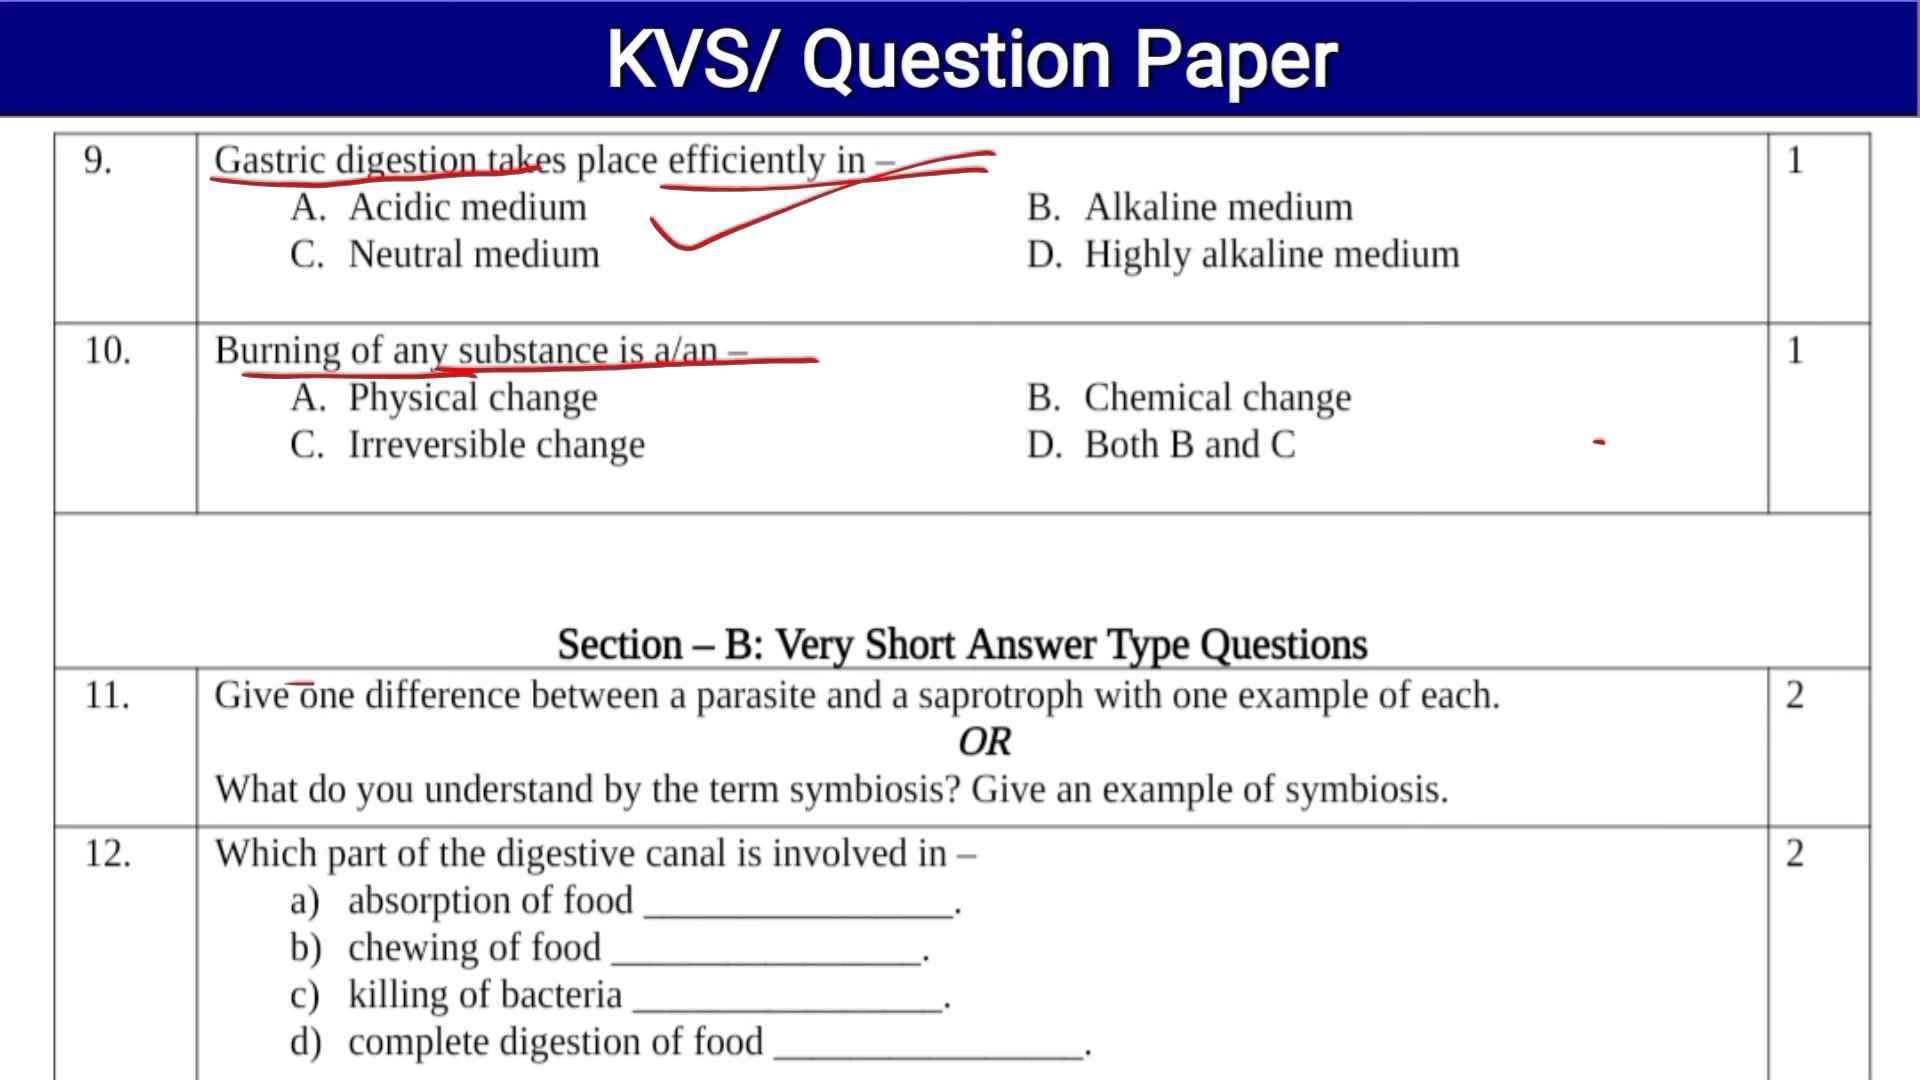 KVS/ Question Paper
9. Gastric digestion takes place efficiently in – 1
A. Acidic medium B. Alkaline medium
C. Neutral medium D. Highly alkaline medium
10. Burning of any substance is a/an – 1
A. Physical change B. Chemical change
C. Irreversible change D. Both B and C
Section – B: Very Short Answer Type Questions
11. Give one difference between a parasite and a saprotroph with one example of each. 2
OR
What do you understand by the term symbiosis? Give an example of symbiosis.
12. Which part of the digestive canal is involved in – 2
a) absorption of food ________________.
b) chewing of food ________________.
c) killing of bacteria ________________.
d) complete digestion of food ________________.